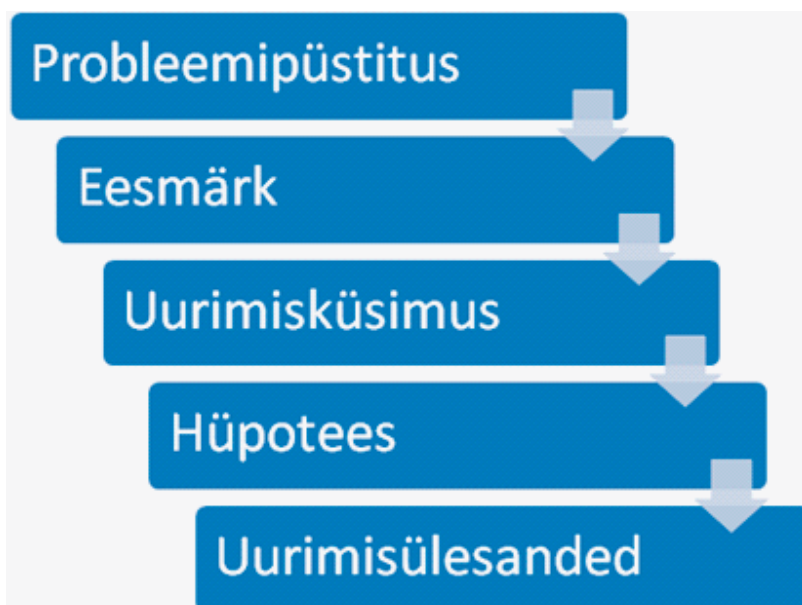 Probleemipüstitus
Eesmärk
Uurimisküsimus
Hüpotees
Uurimisülesanded